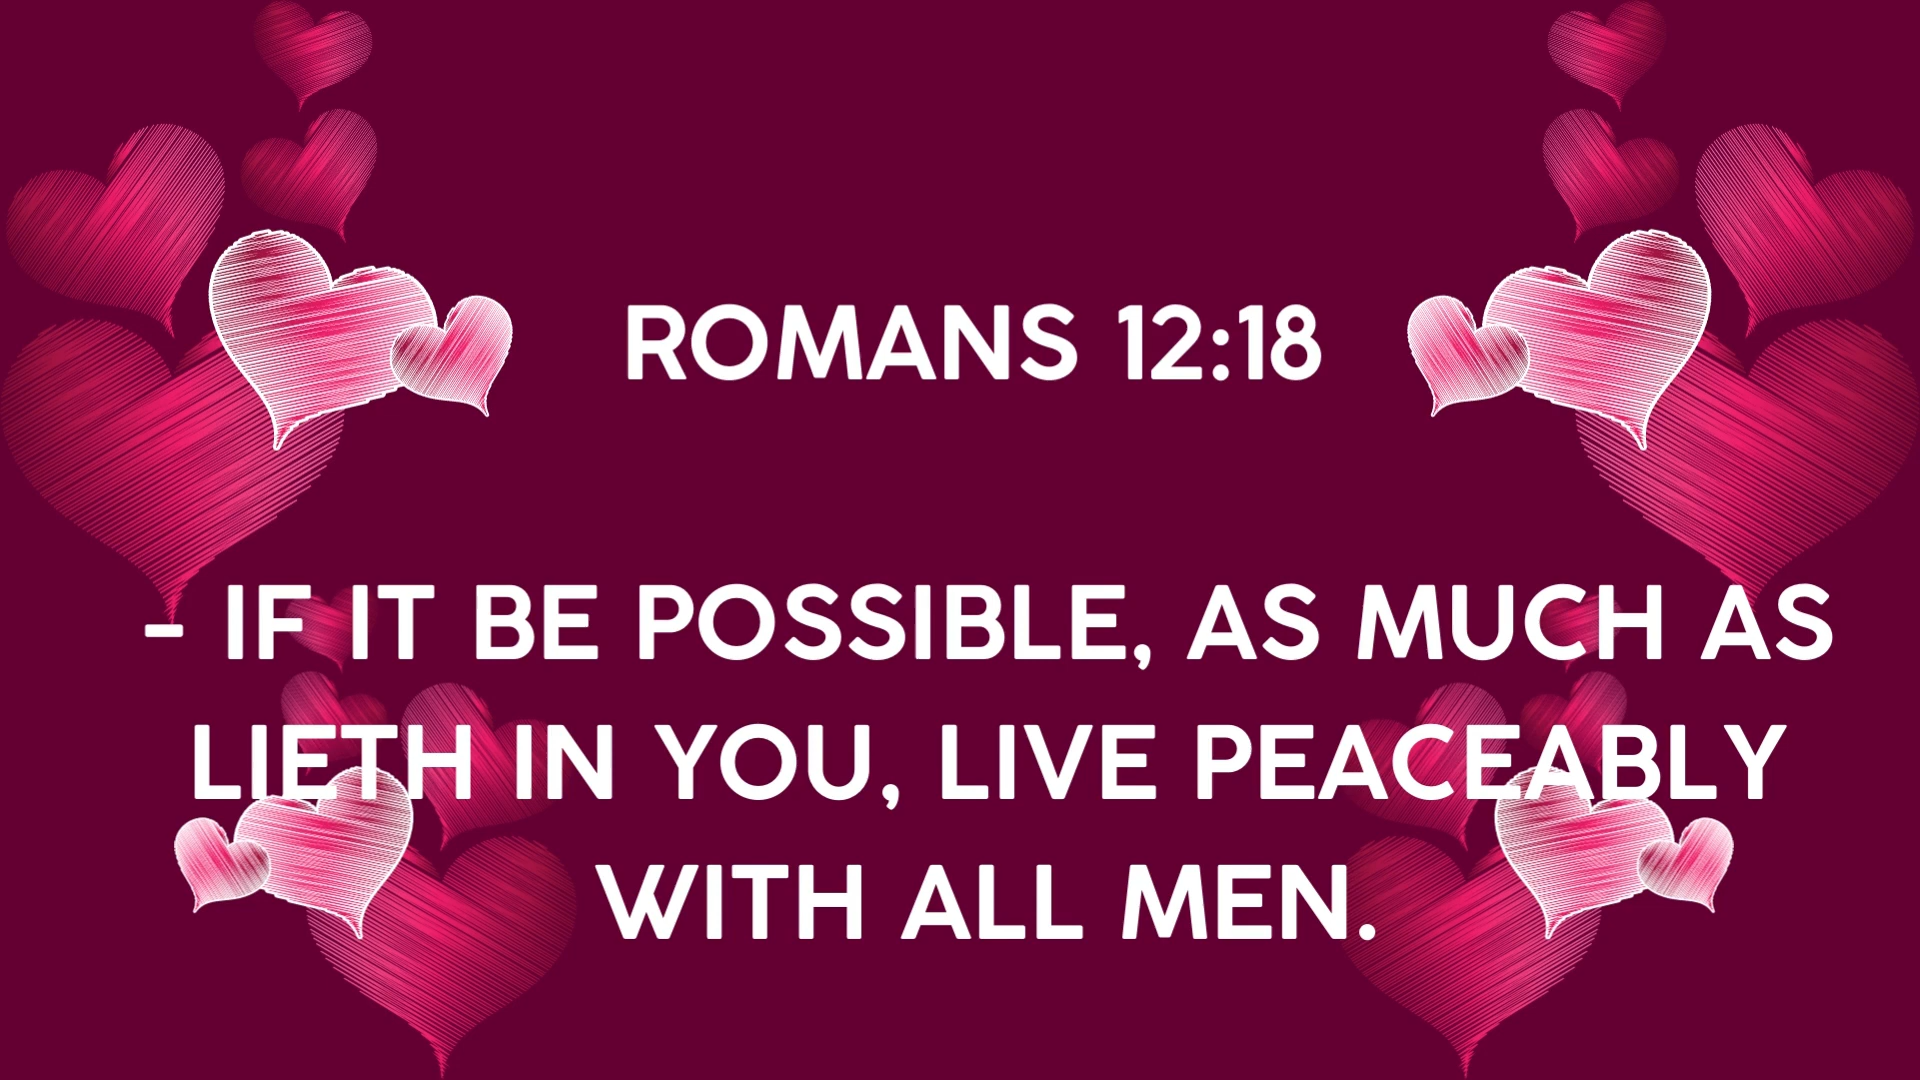 ROMANS 12:18
- IF IT BE POSSIBLE, AS MUCH AS
LIETH IN YOU, LIVE PEACEABLY
WITH ALL MEN.